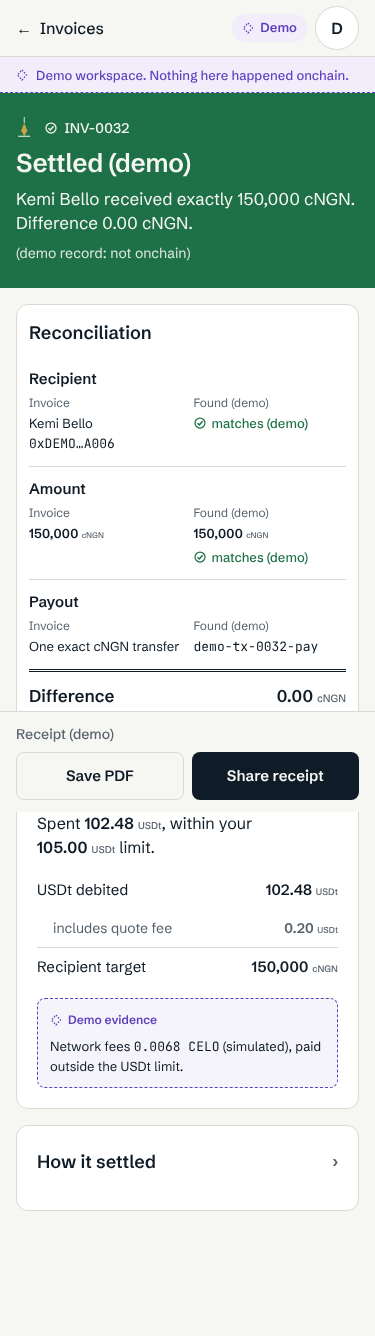 ← Invoices
Demo
D
Demo workspace. Nothing here happened onchain.
INV-0032
Settled (demo)
Kemi Bello received exactly 150,000 cNGN.
Difference 0.00 cNGN.
(demo record: not onchain)
Reconciliation
Recipient
Invoice Found (demo)
Kemi Bello matches (demo)
0xDEMO…A006
Amount
Invoice Found (demo)
150,000 cNGN 150,000 cNGN
matches (demo)
Payout
Invoice Found (demo)
One exact cNGN transfer demo-tx-0032-pay
Difference 0.00 cNGN
Receipt (demo)
Save PDF Share receipt
Spent 102.48 USDt, within your
105.00 USDt limit.
USDt debited 102.48 USDt
includes quote fee 0.20 USDt
Recipient target 150,000 cNGN
Demo evidence
Network fees 0.0068 CELO (simulated), paid
outside the USDt limit.
How it settled ›